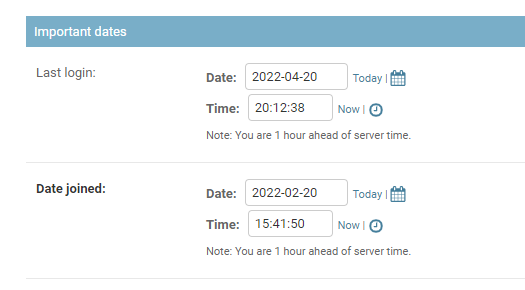 Important dates
Last login:
Date: 2022-04-20 Today |
Time: 20:12:38 Now |
Note: You are 1 hour ahead of server time.
Date joined:
Date: 2022-02-20 Today |
Time: 15:41:50 Now |
Note: You are 1 hour ahead of server time.